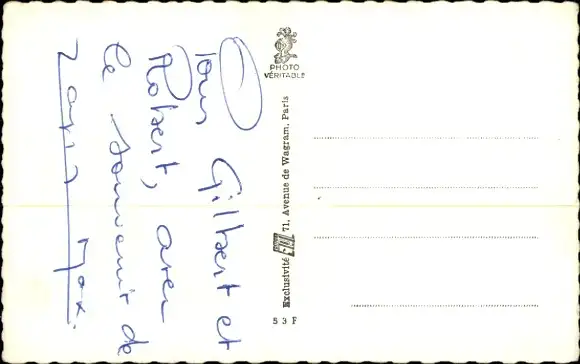 Pour Gilbert et
Robert, avec
le souvenir de
PHOTO
VÉRITABLE
Exclusivité 71, Avenue de Wagram, Paris
53 F